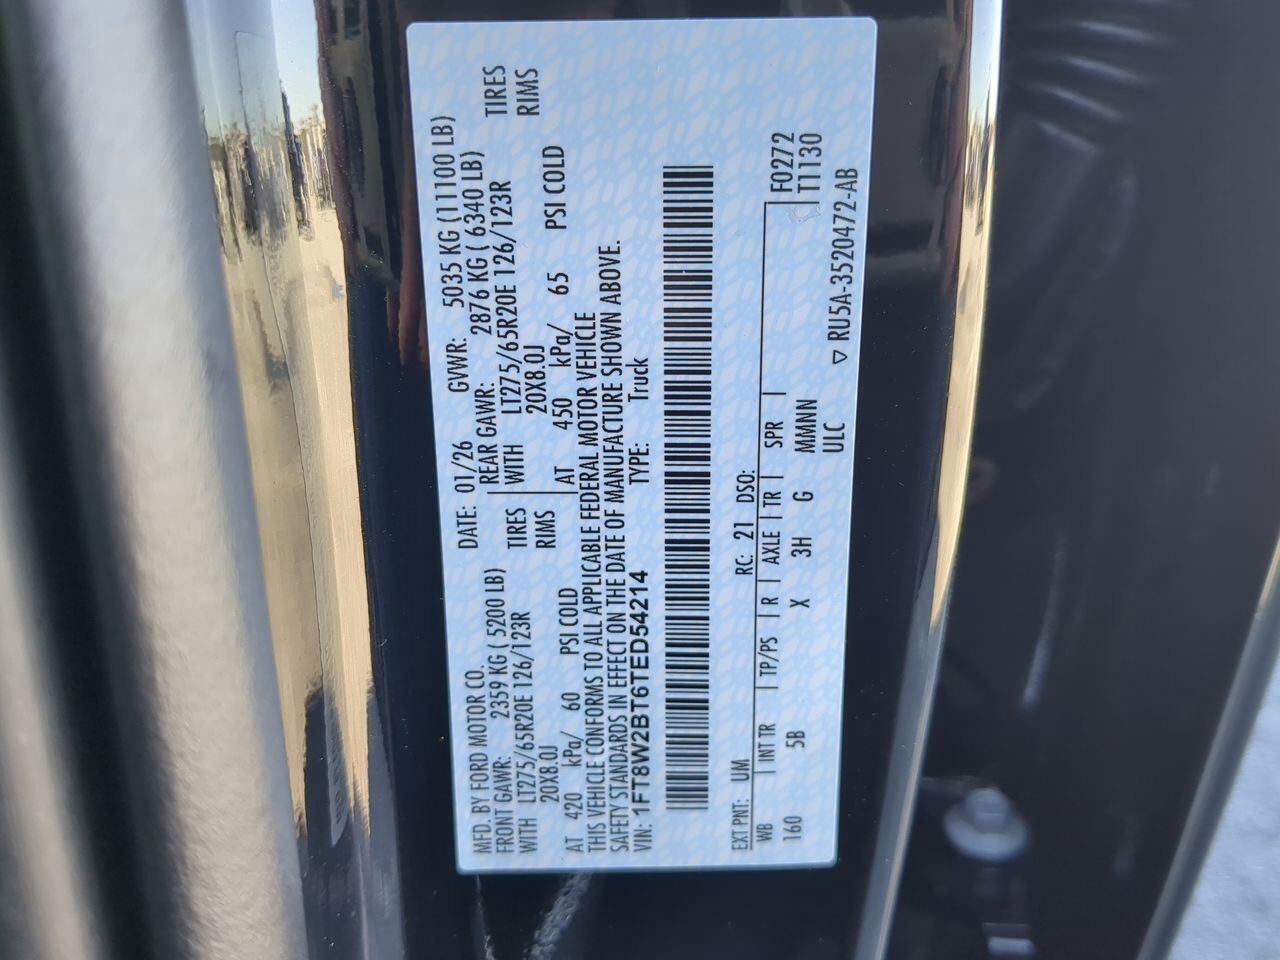 MFD. BY FORD MOTOR CO. DATE: 01/26 GVWR: 5035 KG (11100 LB)
FRONT GAWR: 2359 KG ( 5200 LB) REAR GAWR: 2876 KG ( 6340 LB)
WITH LT275/65R20E 126/123R TIRES WITH LT275/65R20E 126/123R TIRES
20X8.0J RIMS 20X8.0J RIMS
AT 420 kPa/ 60 PSI COLD AT 450 kPa/ 65 PSI COLD
THIS VEHICLE CONFORMS TO ALL APPLICABLE FEDERAL MOTOR VEHICLE
SAFETY STANDARDS IN EFFECT ON THE DATE OF MANUFACTURE SHOWN ABOVE.
VIN: 1FT8W2BT6TED54214 TYPE: Truck
EXT PNT: UM RC: 21 DSO:
WB INT TR TP/PS R AXLE TR SPR F0272
160 5B X 3H G MMNN T1130
ULC ▽ RU5A-3520472-AB